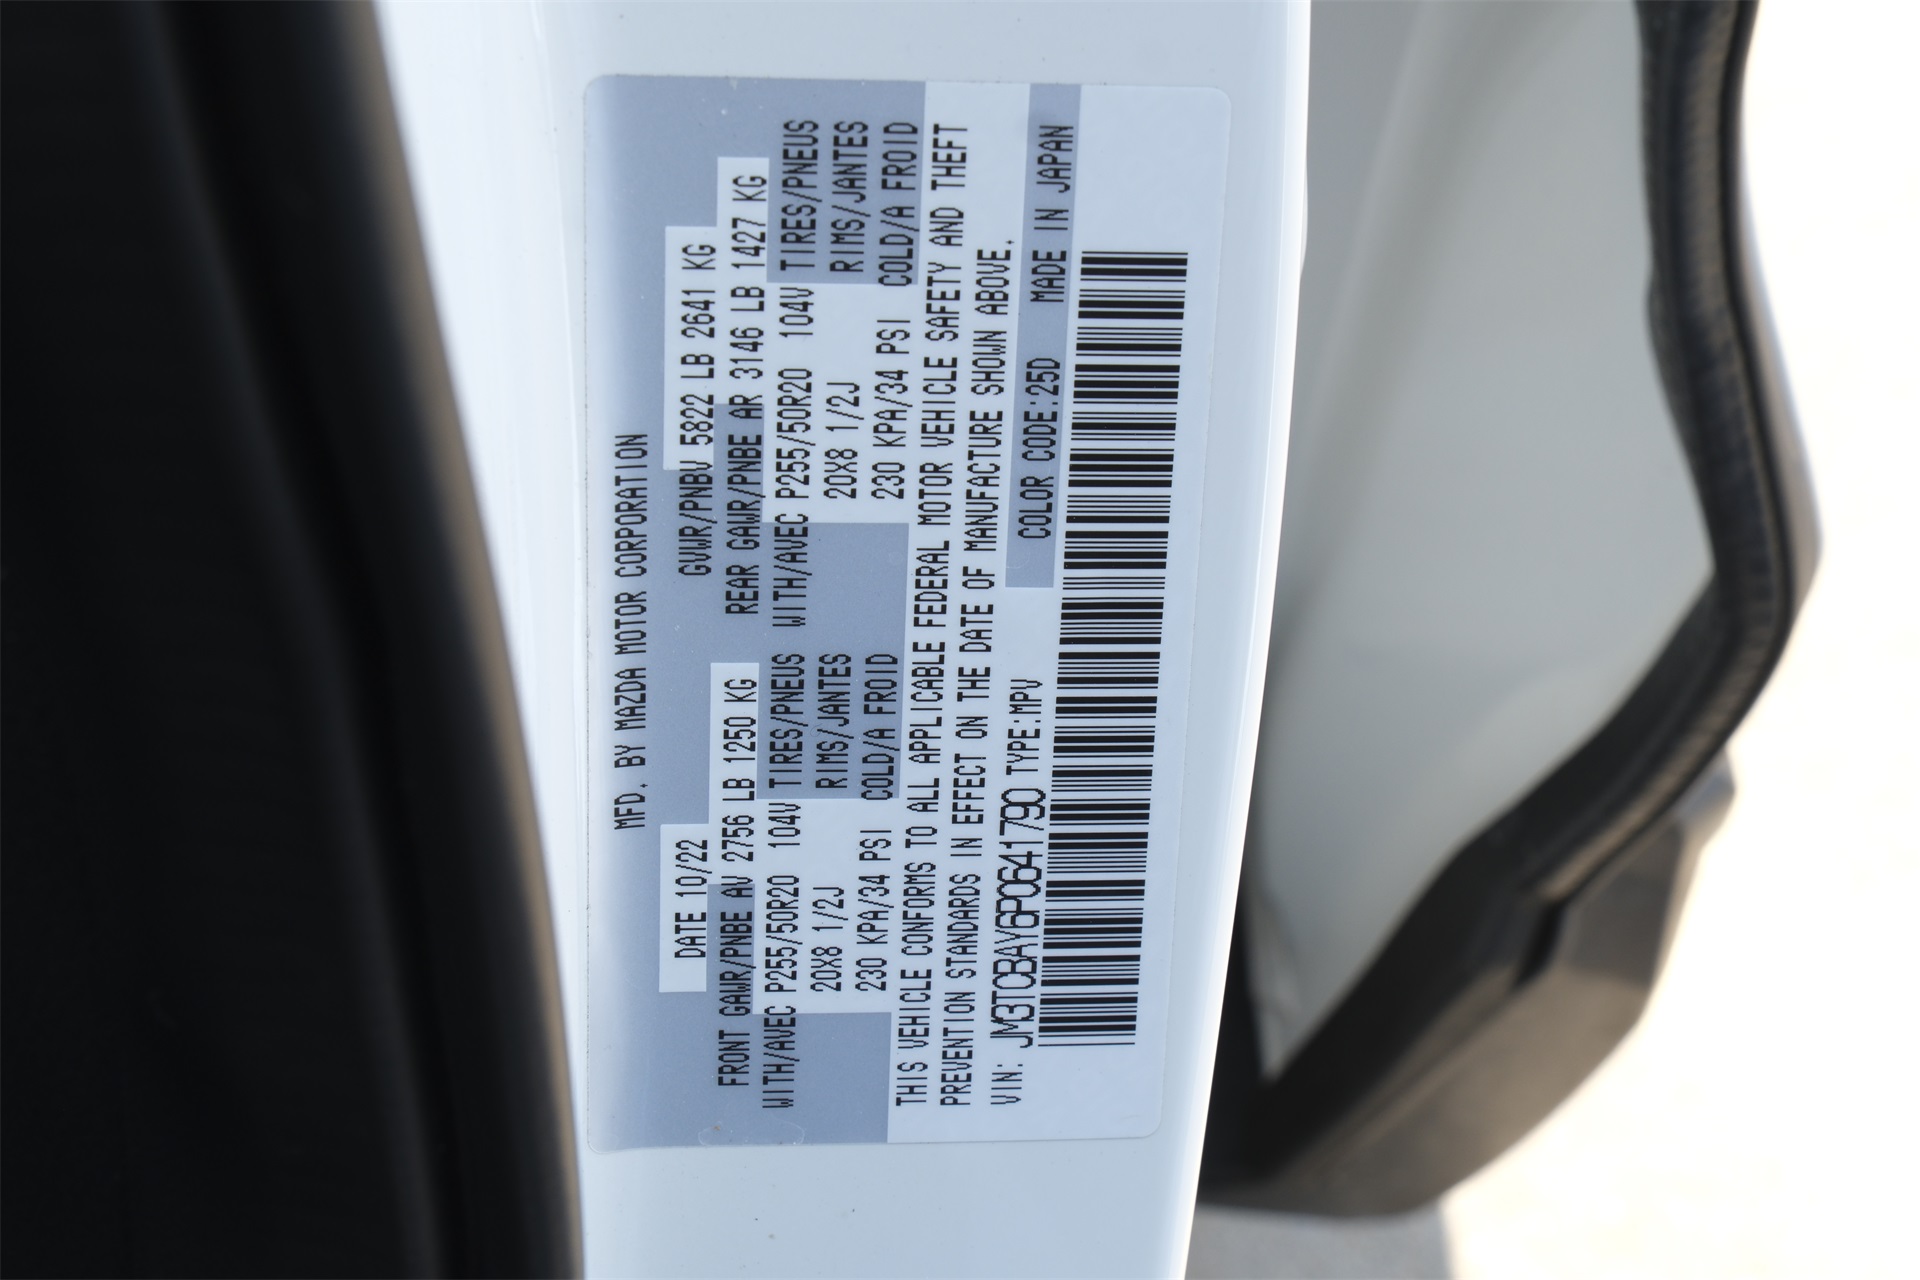 MFD. BY MAZDA MOTOR CORPORATION
DATE 10/22 GVWR/PNBV 5822 LB 2641 KG
FRONT GAWR/PNBE AV 2756 LB 1250 KG REAR GAWR/PNBE AR 3146 LB 1427 KG
WITH/AVEC P255/50R20 104V TIRES/PNEUS WITH/AVEC P255/50R20 104V TIRES/PNEUS
20X8 1/2J RIMS/JANTES 20X8 1/2J RIMS/JANTES
230 KPA/34 PSI COLD/A FROID 230 KPA/34 PSI COLD/A FROID
THIS VEHICLE CONFORMS TO ALL APPLICABLE FEDERAL MOTOR VEHICLE SAFETY AND THEFT
PREVENTION STANDARDS IN EFFECT ON THE DATE OF MANUFACTURE SHOWN ABOVE.
VIN: JM3TCBAY6P0641790 TYPE:MPV COLOR CODE:25D MADE IN JAPAN